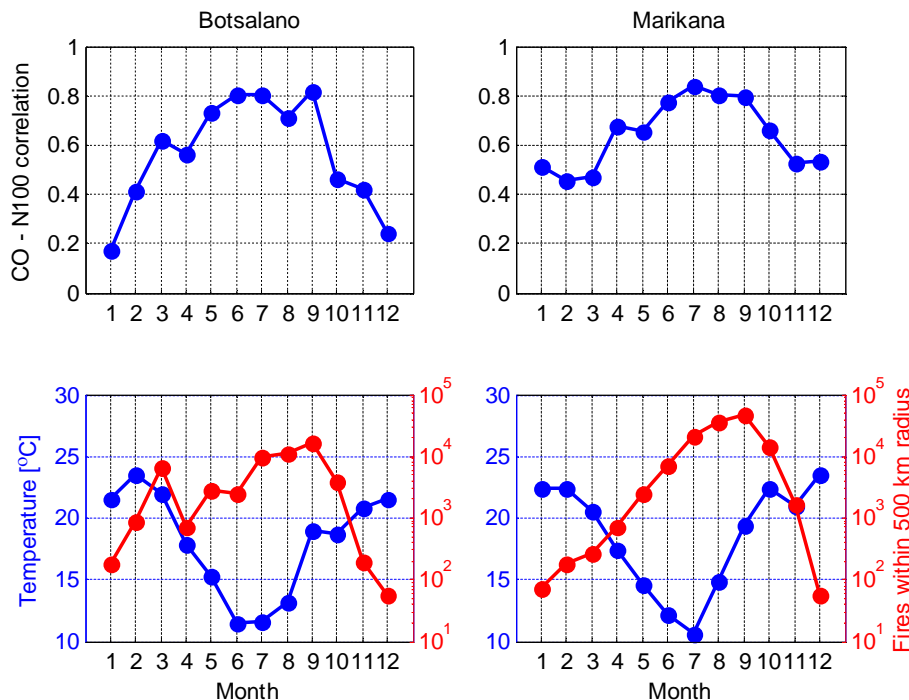 Botsalano
Marikana
CO - N100 correlation
1
0.8
0.6
0.4
0.2
0
1 2 3 4 5 6 7 8 9 10 11 12
1
0.8
0.6
0.4
0.2
0
1 2 3 4 5 6 7 8 9 10 11 12
Temperature [°C]
30
25
20
15
10
10^5
10^4
10^3
10^2
10^1
1 2 3 4 5 6 7 8 9 10 11 12
Month
30
25
20
15
10
10^5
10^4
10^3
10^2
10^1
Fires within 500 km radius
1 2 3 4 5 6 7 8 9 10 11 12
Month